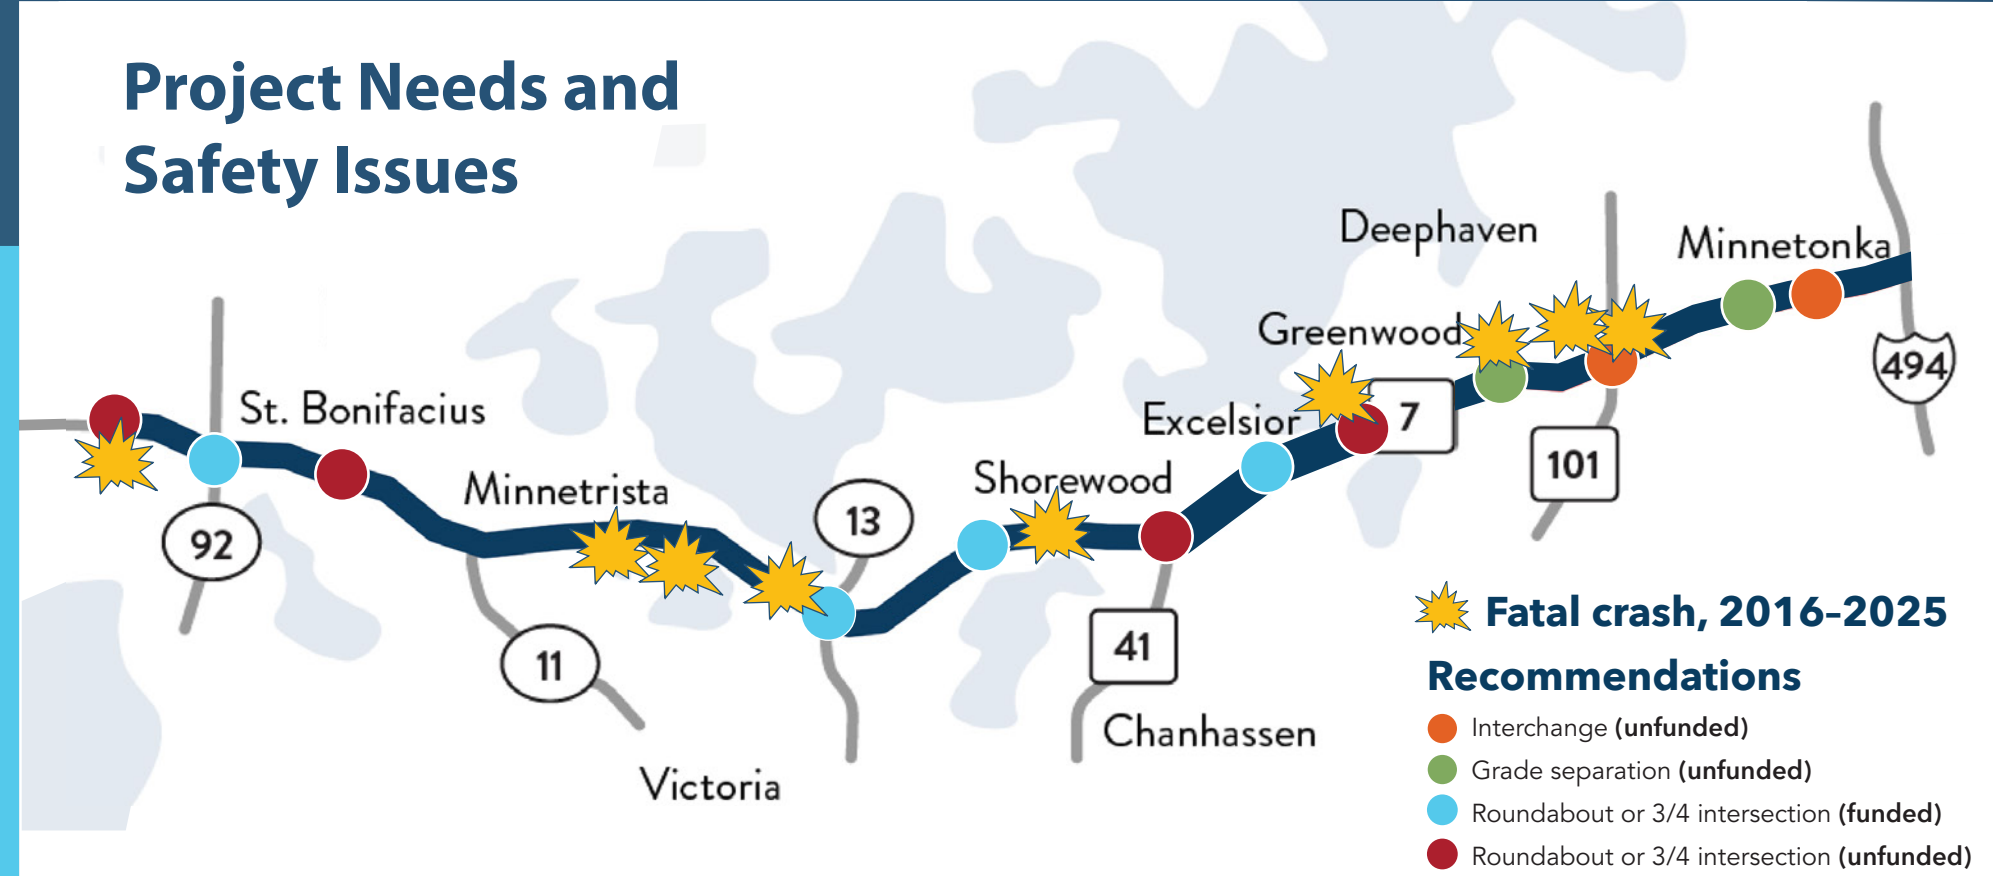 Project Needs and
Safety Issues
Deephaven
Minnetonka
Greenwood
494
St. Bonifacius
Excelsior
7
101
Minnetrista
Shorewood
13
92
11
41
Chanhassen
Victoria
Fatal crash, 2016–2025
Recommendations
Interchange (unfunded)
Grade separation (unfunded)
Roundabout or 3/4 intersection (funded)
Roundabout or 3/4 intersection (unfunded)